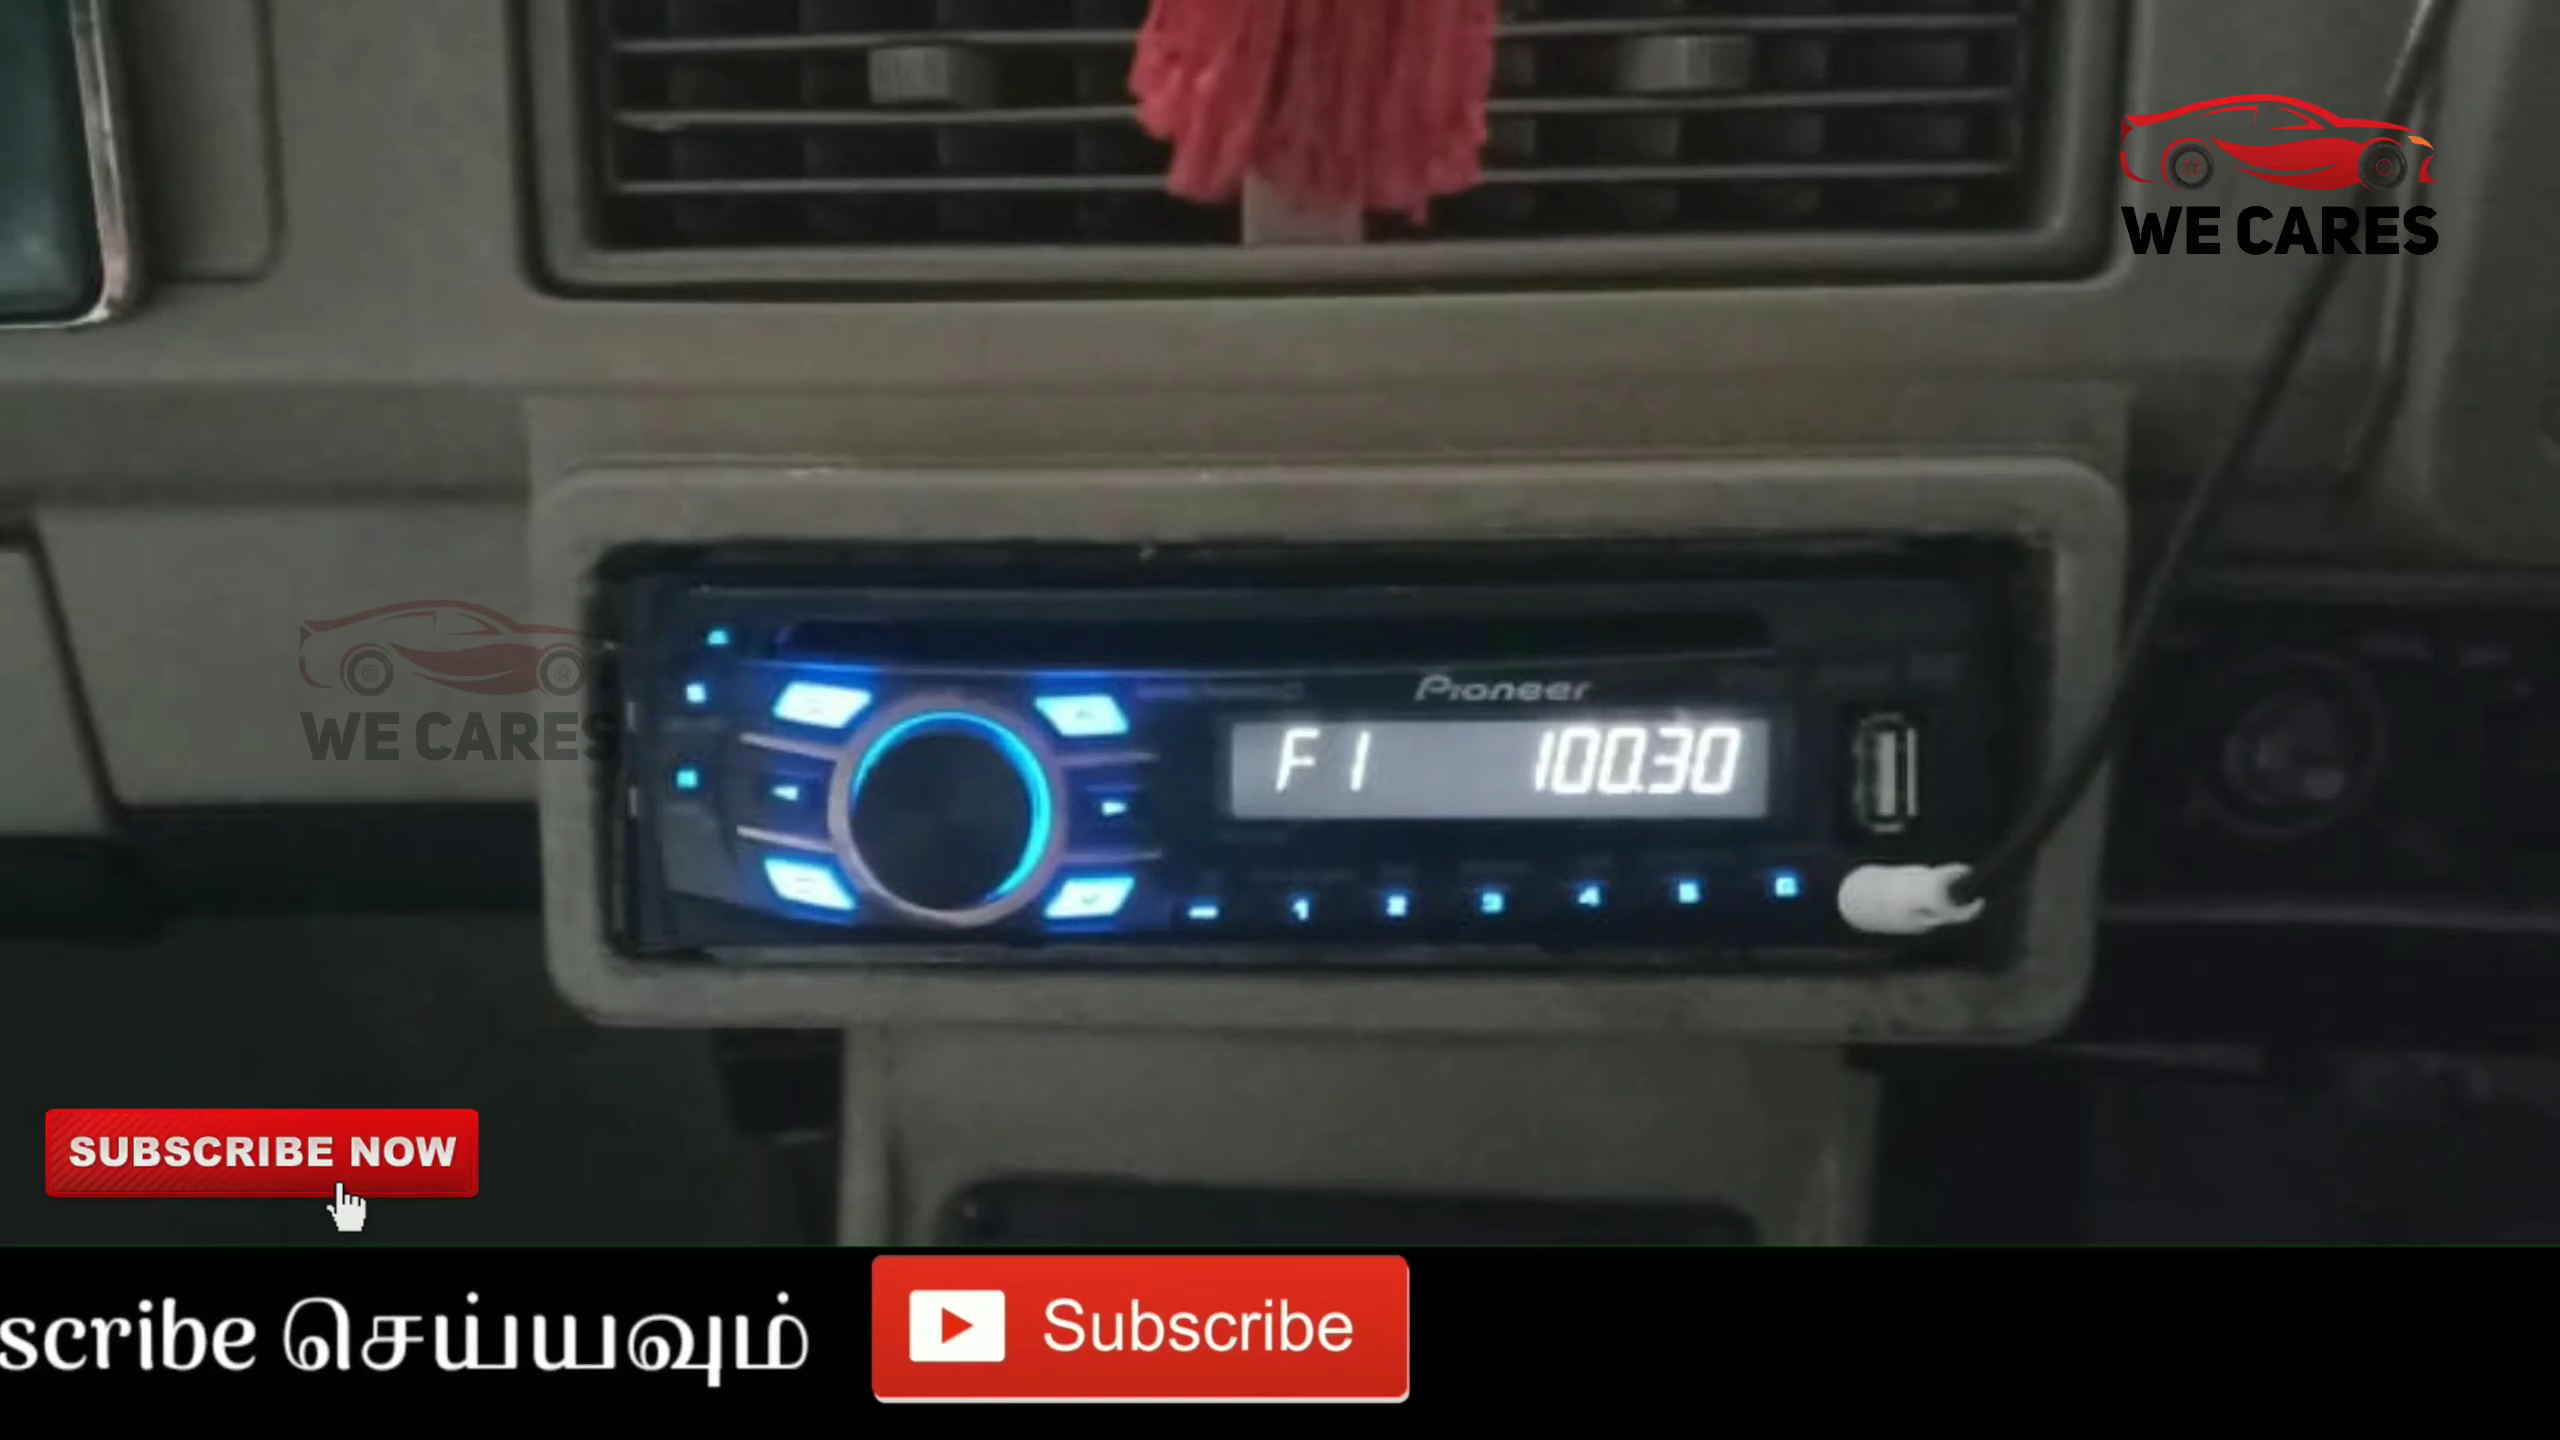 WE CARES
Pioneer
F1 100.30
WE CARES
1 2 3 4 5 6
SUBSCRIBE NOW
scribe செய்யவும்
Subscribe